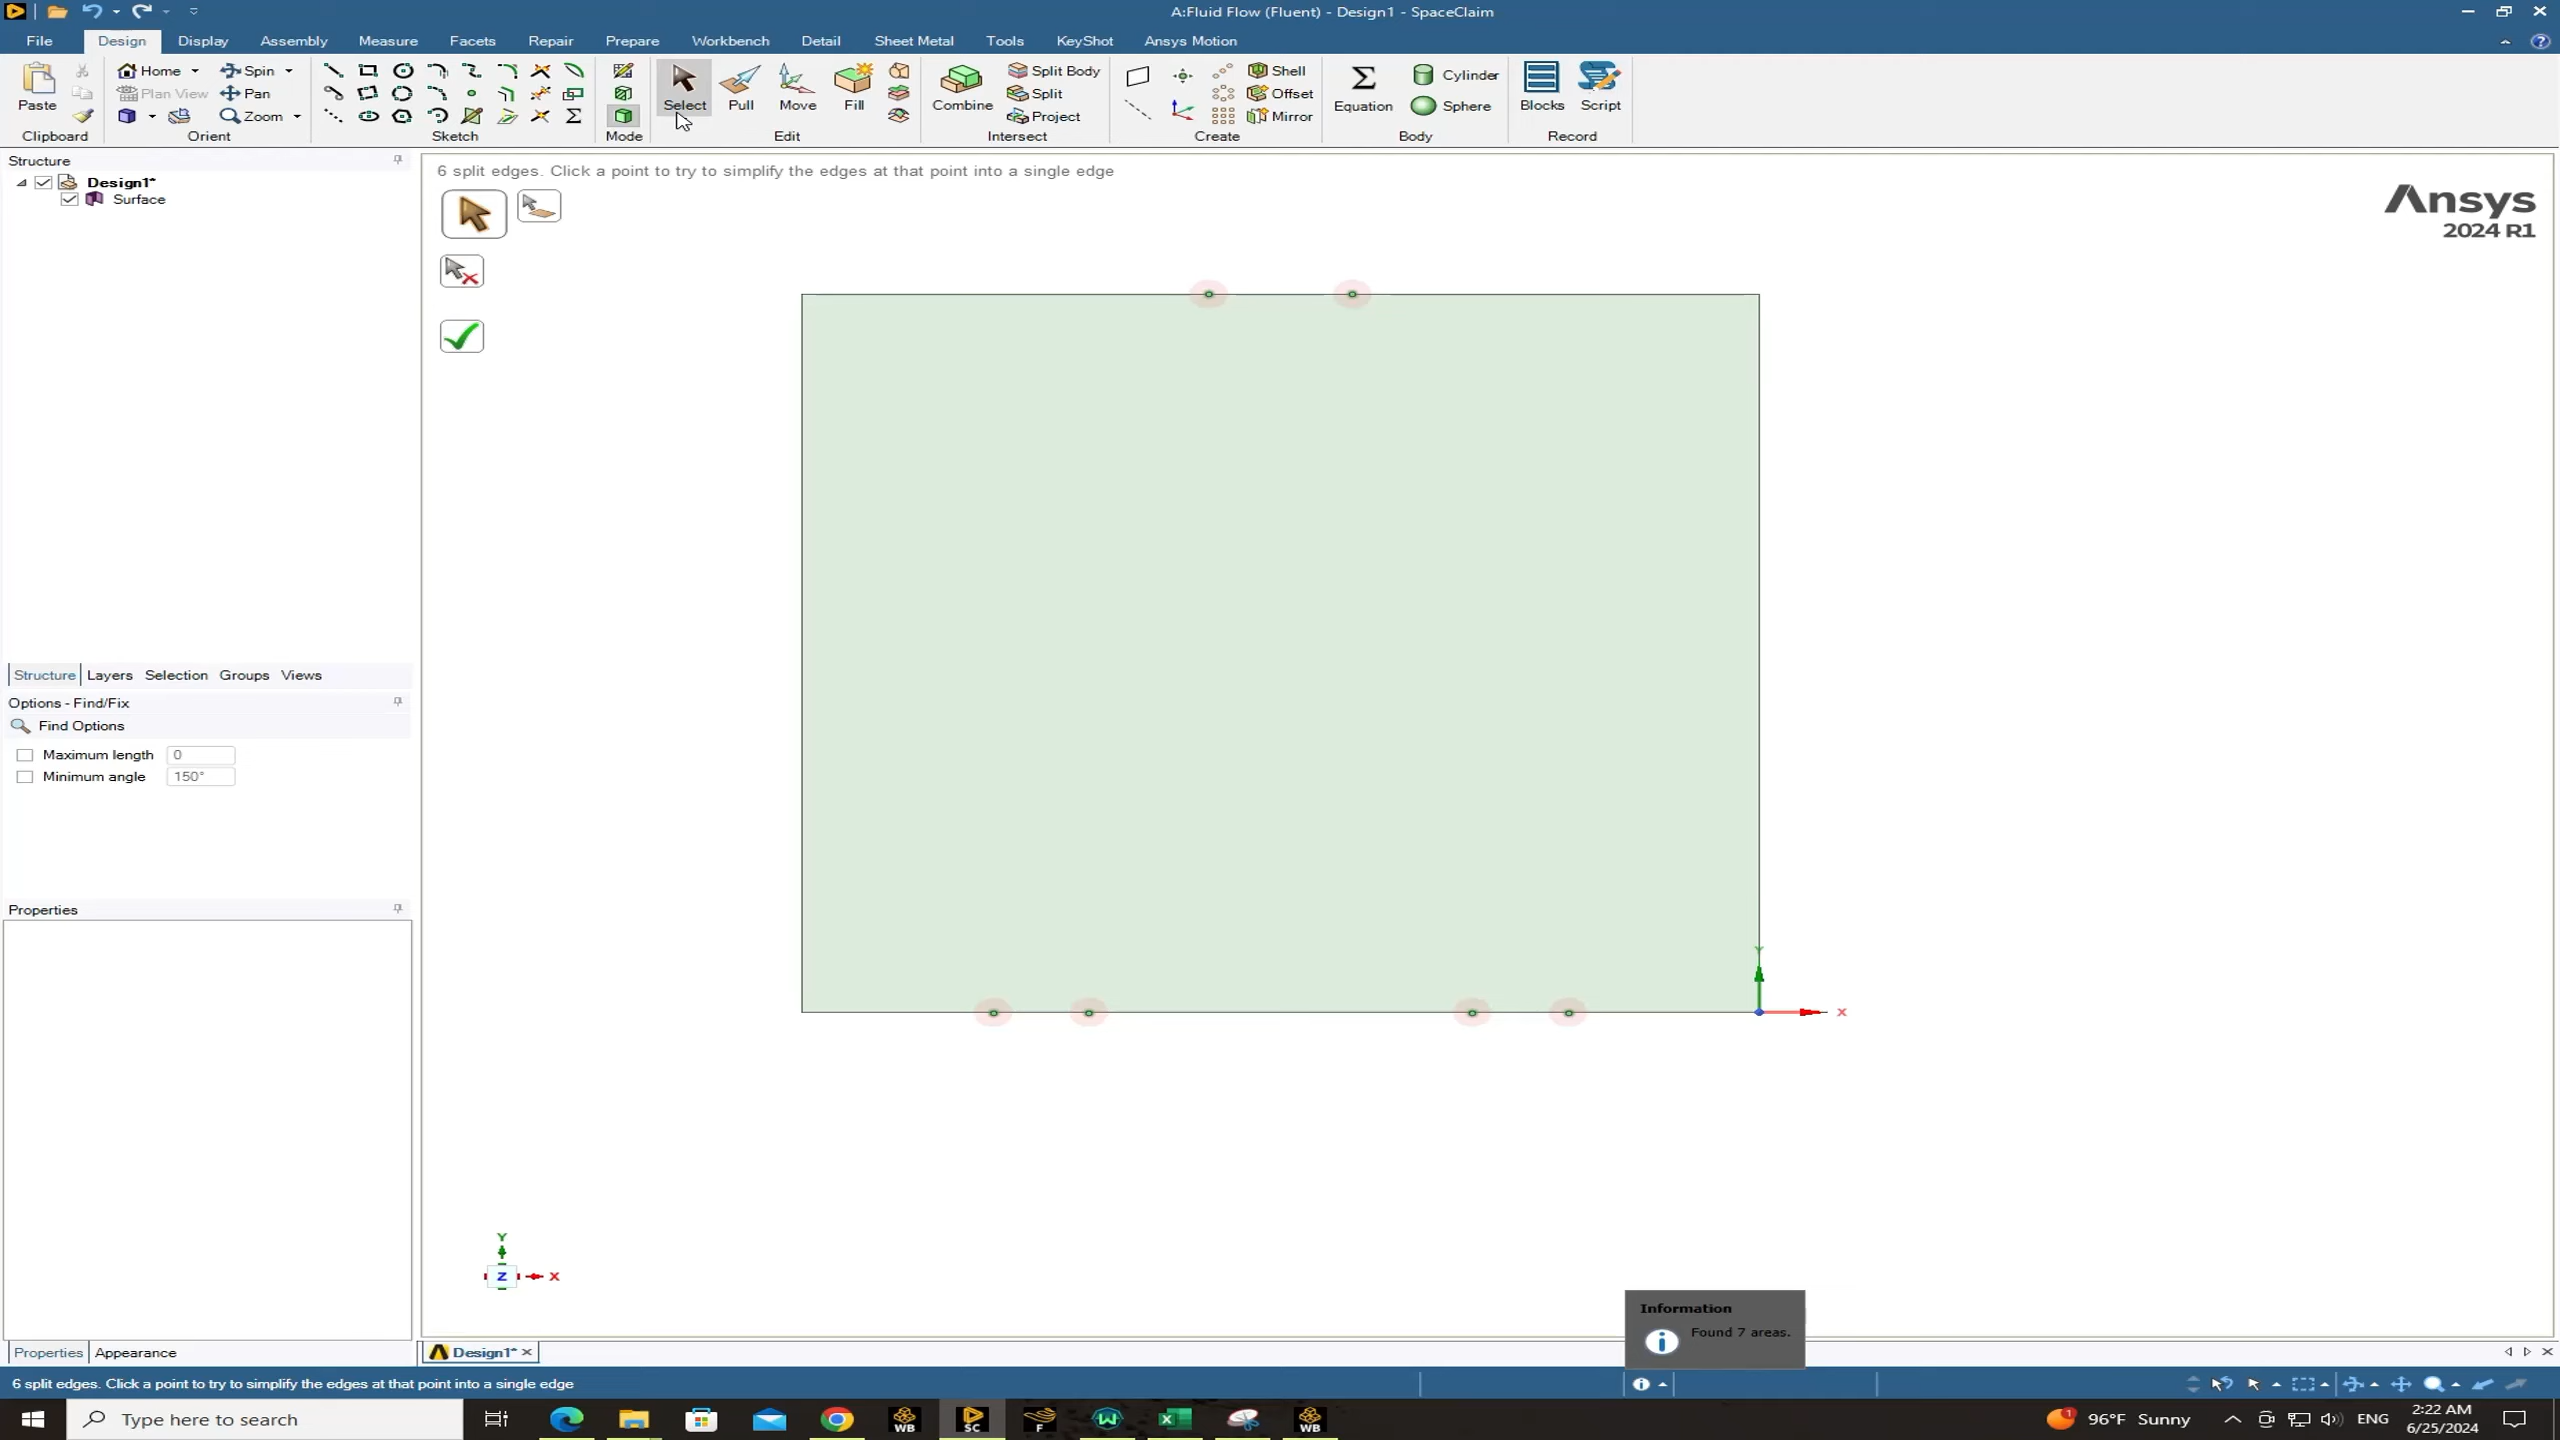 A:Fluid Flow (Fluent) - Design1 - SpaceClaim
File Design Display Assembly Measure Facets Repair Prepare Workbench Detail Sheet Metal Tools KeyShot Ansys Motion
Paste
Clipboard
Home Spin
Plan View Pan
Zoom
Orient
Sketch
Mode
Select Pull Move Fill
Edit
Combine
Split Body
Split
Project
Intersect
Shell
Offset
Mirror
Create
Equation
Cylinder
Sphere
Body
Blocks Script
Record
Structure
Design1*
Surface
6 split edges. Click a point to try to simplify the edges at that point into a single edge
Ansys
2024 R1
Y
X
Structure Layers Selection Groups Views
Options - Find/Fix
Find Options
Maximum length 0
Minimum angle 150°
Properties
Y
Z X
Information
Found 7 areas.
Properties Appearance
Design1*
6 split edges. Click a point to try to simplify the edges at that point into a single edge
Type here to search
WB SC F W WB
1 96°F Sunny
ENG
2:22 AM
6/25/2024